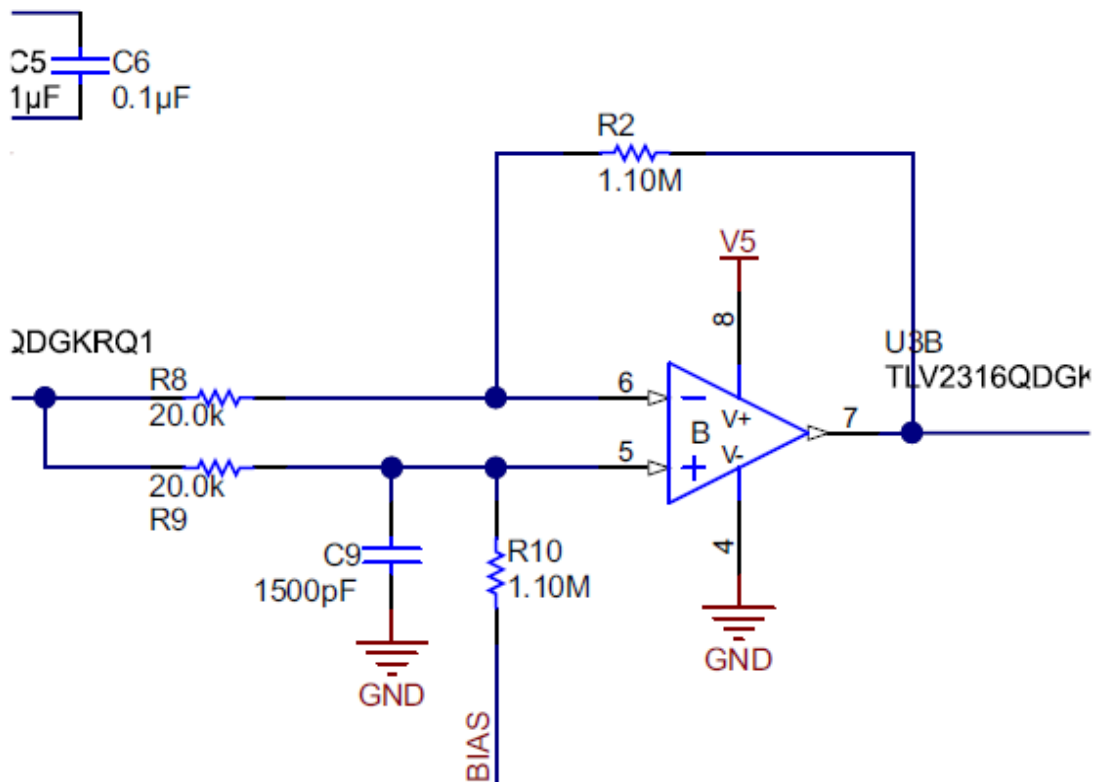 C5
1µF
C6
0.1µF
R2
1.10M
V5
8
QDGKRQ1
U3B
TLV2316QDGK
R8
20.0k
6
V+
B
7
V-
5
20.0k
R9
C9
1500pF
R10
1.10M
4
GND
GND
BIAS